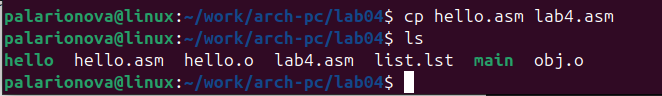 palarionova@linux:~/work/arch-pc/lab04$ cp hello.asm lab4.asm
palarionova@linux:~/work/arch-pc/lab04$ ls
hello  hello.asm  hello.o  lab4.asm  list.lst  main  obj.o
palarionova@linux:~/work/arch-pc/lab04$